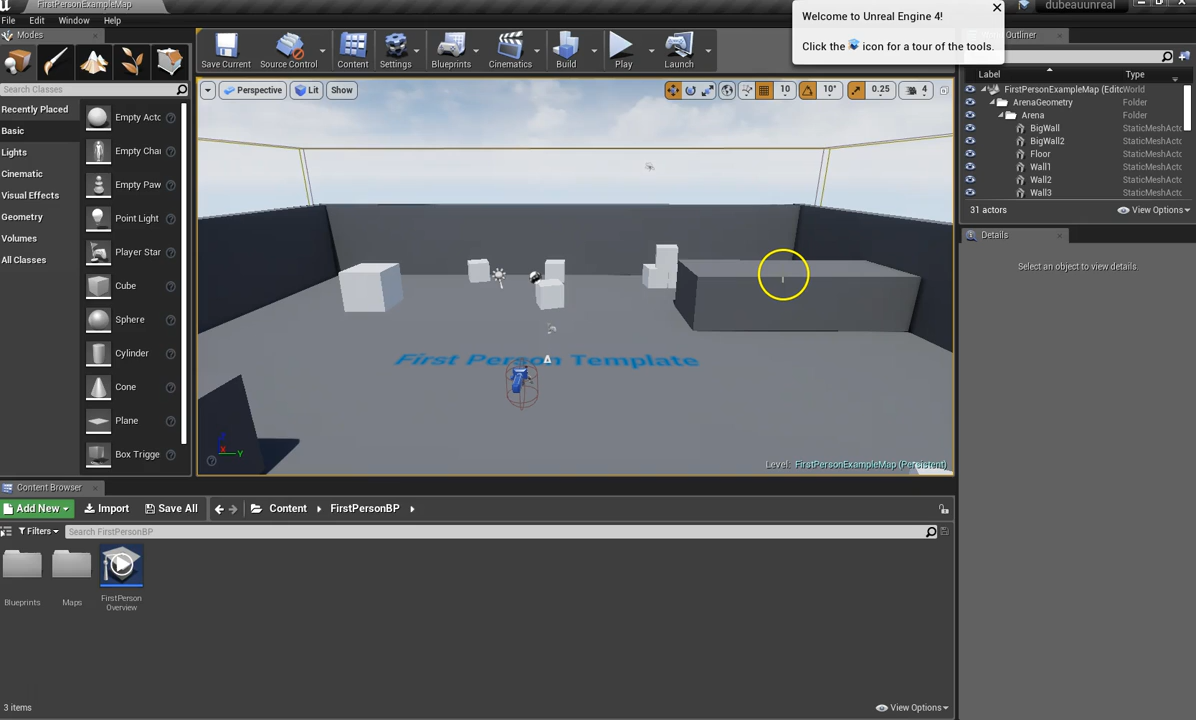 FirstPersonExampleMap
dubeauunreal
File Edit Window Help
Welcome to Unreal Engine 4!
Click the icon for a tour of the tools.
Modes
Search Classes
Recently Placed
Basic
Lights
Cinematic
Visual Effects
Geometry
Volumes
All Classes
Empty Acto
Empty Chai
Empty Paw
Point Light
Player Star
Cube
Sphere
Cylinder
Cone
Plane
Box Trigge
Save Current
Source Control
Content
Settings
Blueprints
Cinematics
Build
Play
Launch
Perspective
Lit
Show
10
10°
0.25
4
First Person Template
Level: FirstPersonExampleMap (Persistent)
Outliner
Label Type
FirstPersonExampleMap (Edito World
ArenaGeometry Folder
Arena Folder
BigWall StaticMeshActo
BigWall2 StaticMeshActo
Floor StaticMeshActo
Wall1 StaticMeshActo
Wall2 StaticMeshActo
Wall3 StaticMeshActo
31 actors
View Options
Details
Select an object to view details.
Content Browser
Add New
Import
Save All
Content
FirstPersonBP
Filters
Search FirstPersonBP
Blueprints
Maps
FirstPerson
Overview
3 items
View Options